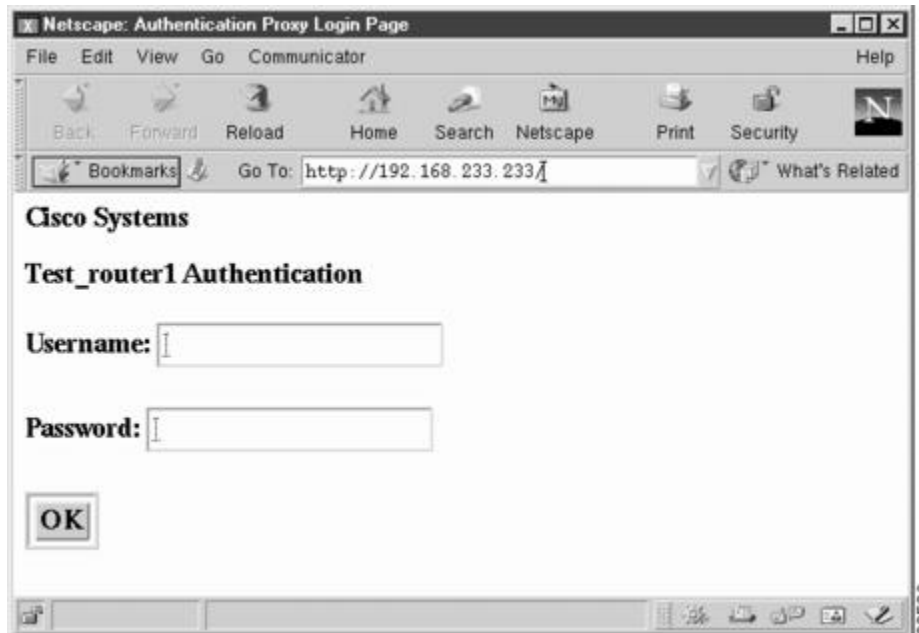 Netscape: Authentication Proxy Login Page
File Edit View Go Communicator Help
Back Forward Reload Home Search Netscape Print Security
My
N
Bookmarks Go To: http://192.168.233.233/ What's Related
Cisco Systems
Test_router1 Authentication
Username:
Password:
OK